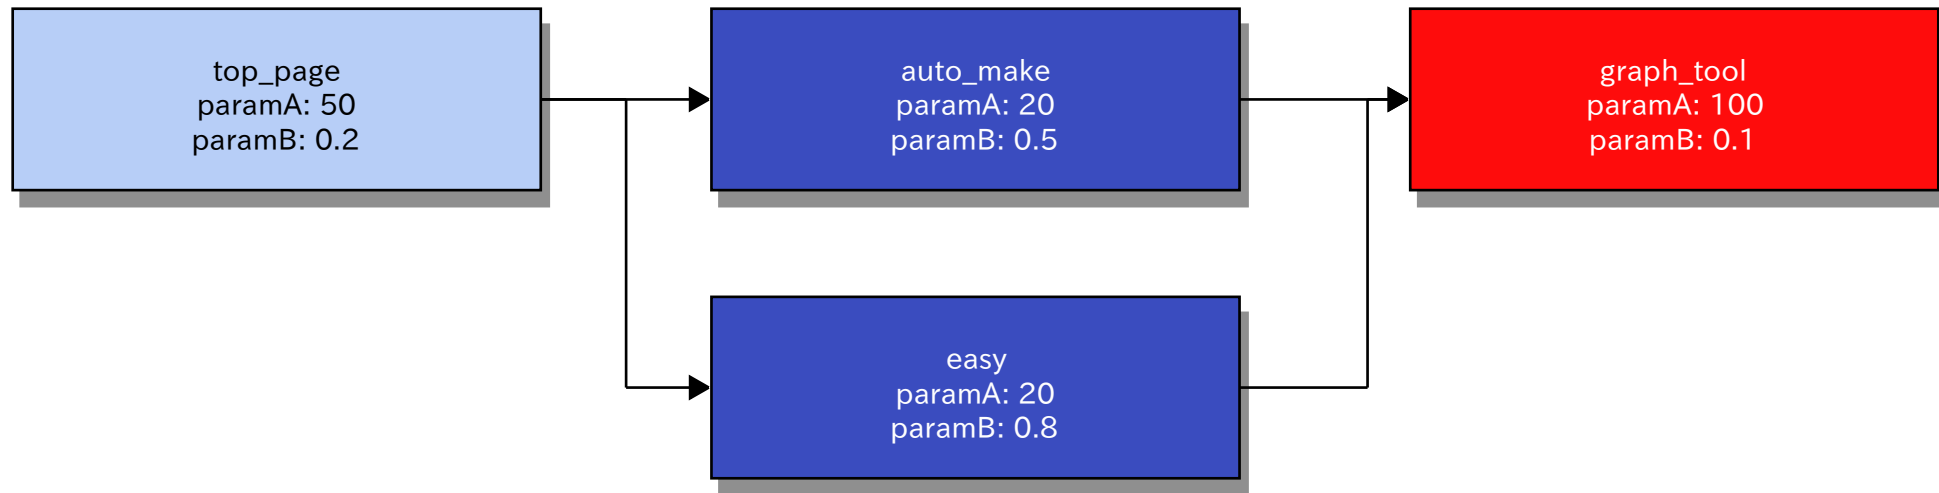 top_page
paramA: 50
paramB: 0.2
auto_make
paramA: 20
paramB: 0.5
graph_tool
paramA: 100
paramB: 0.1
easy
paramA: 20
paramB: 0.8